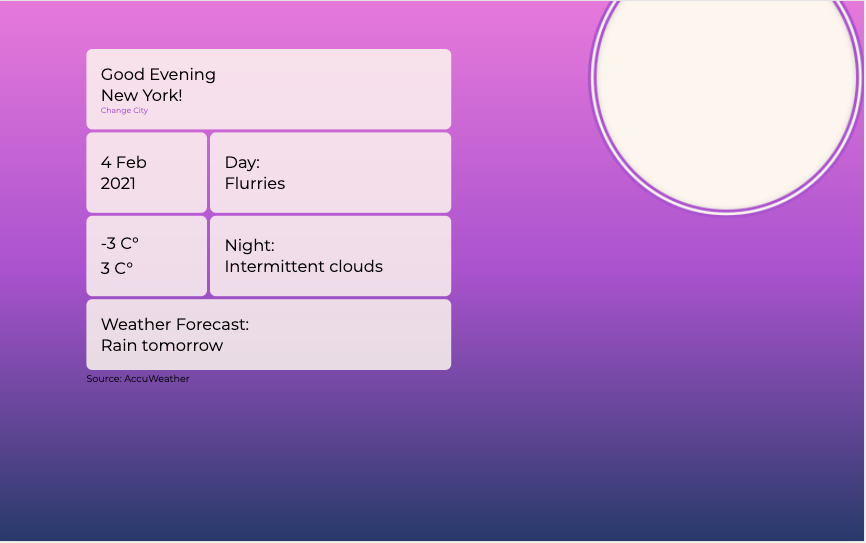 Good Evening
New York!
Change City
4 Feb
2021
Day:
Flurries
-3 C°
3 C°
Night:
Intermittent clouds
Weather Forecast:
Rain tomorrow
Source: AccuWeather